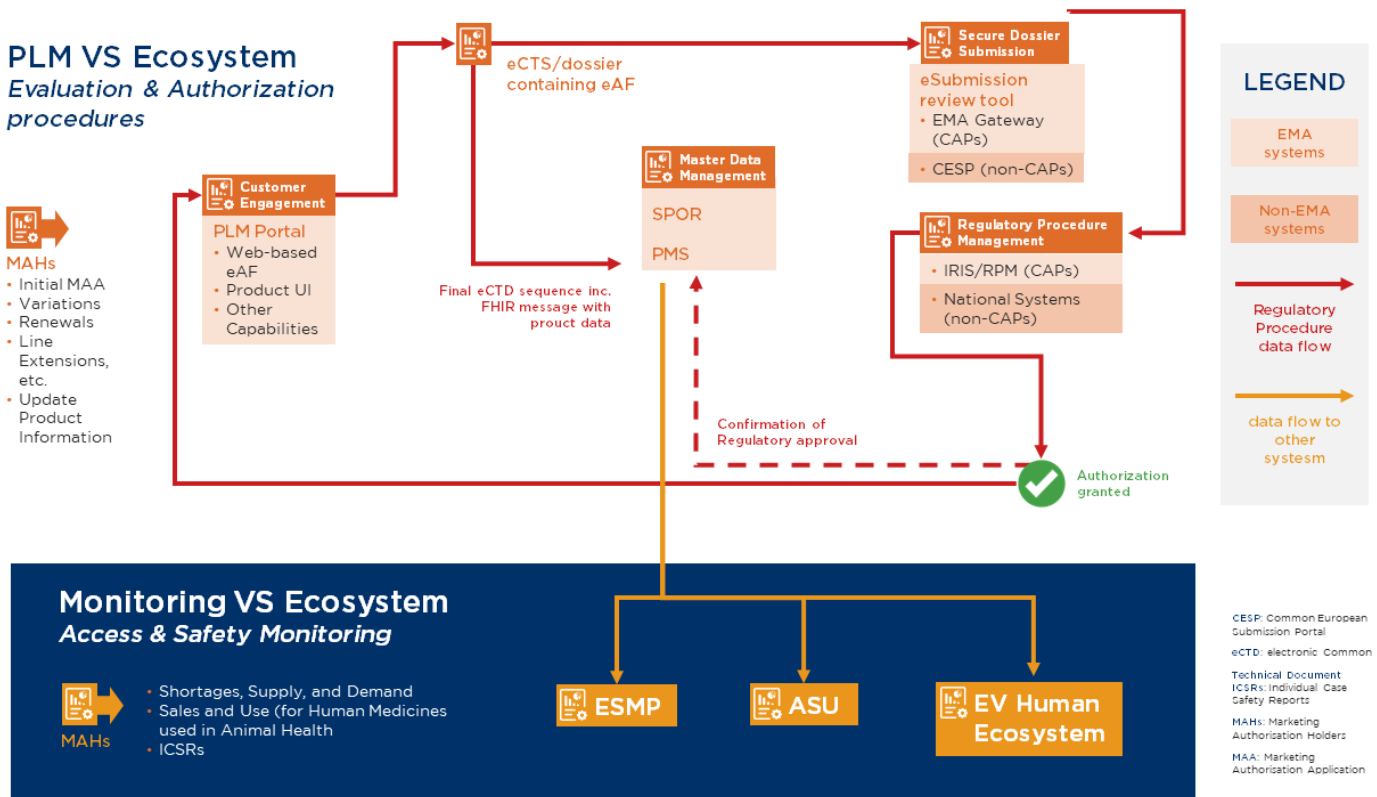 PLM VS Ecosystem
Evaluation & Authorization
procedures
MAHs
• Initial MAA
• Variations
• Renewals
• Line
Extensions,
etc.
• Update
Product
Information
Customer
Engagement
PLM Portal
• Web-based
eAF
• Product UI
• Other
Capabilities
eCTS/dossier
containing eAF
Final eCTD sequence inc.
FHIR message with
prouct data
Master Data
Management
SPOR
PMS
Secure Dossier
Submission
eSubmission
review tool
• EMA Gateway
(CAPs)
• CESP (non-CAPs)
Regulatory Procedure
Management
• IRIS/RPM (CAPs)
• National Systems
(non-CAPs)
Confirmation of
Regulatory approval
Authorization
granted
LEGEND
EMA
systems
Non-EMA
systems
Regulatory
Procedure
data flow
data flow to
other
systesm
Monitoring VS Ecosystem
Access & Safety Monitoring
MAHs
• Shortages, Supply, and Demand
• Sales and Use (for Human Medicines
used in Animal Health
• ICSRs
ESMP
ASU
EV Human
Ecosystem
CESP: Common European
Submission Portal
eCTD: electronic Common
Technical Document
ICSRs: Individual Case
Safety Reports
MAHs: Marketing
Authorisation Holders
MAA: Marketing
Authorisation Application